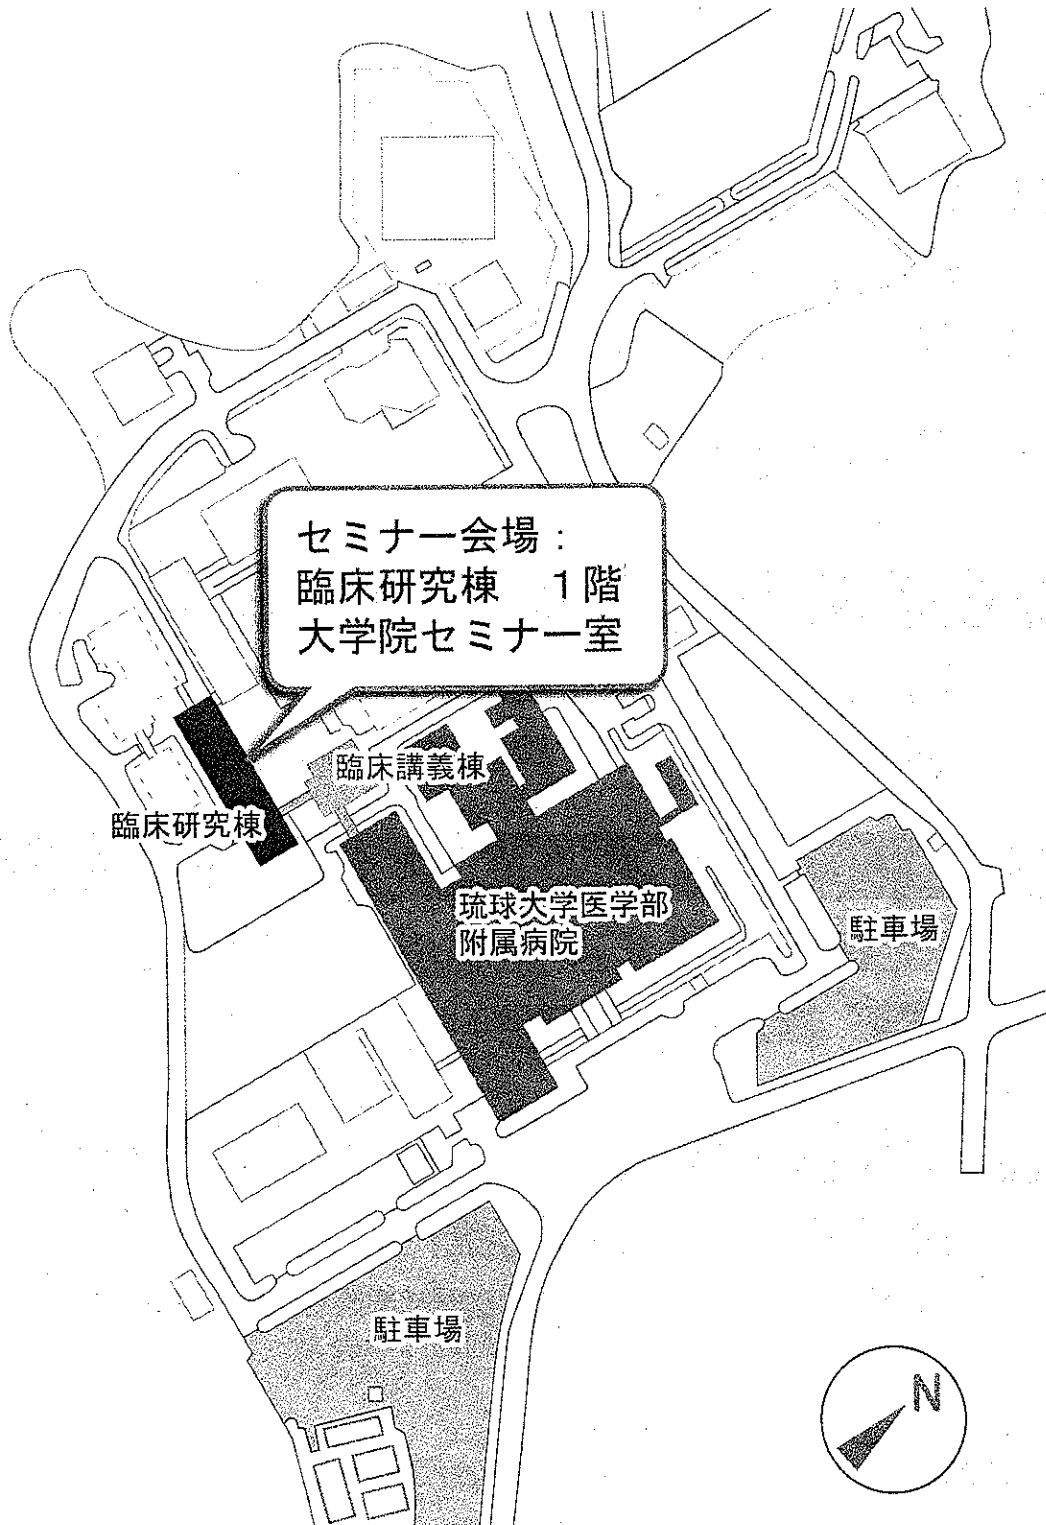 セミナー会場：
臨床研究棟　１階
大学院セミナー室
臨床講義棟
臨床研究棟
琉球大学医学部
附属病院
駐車場
駐車場
N